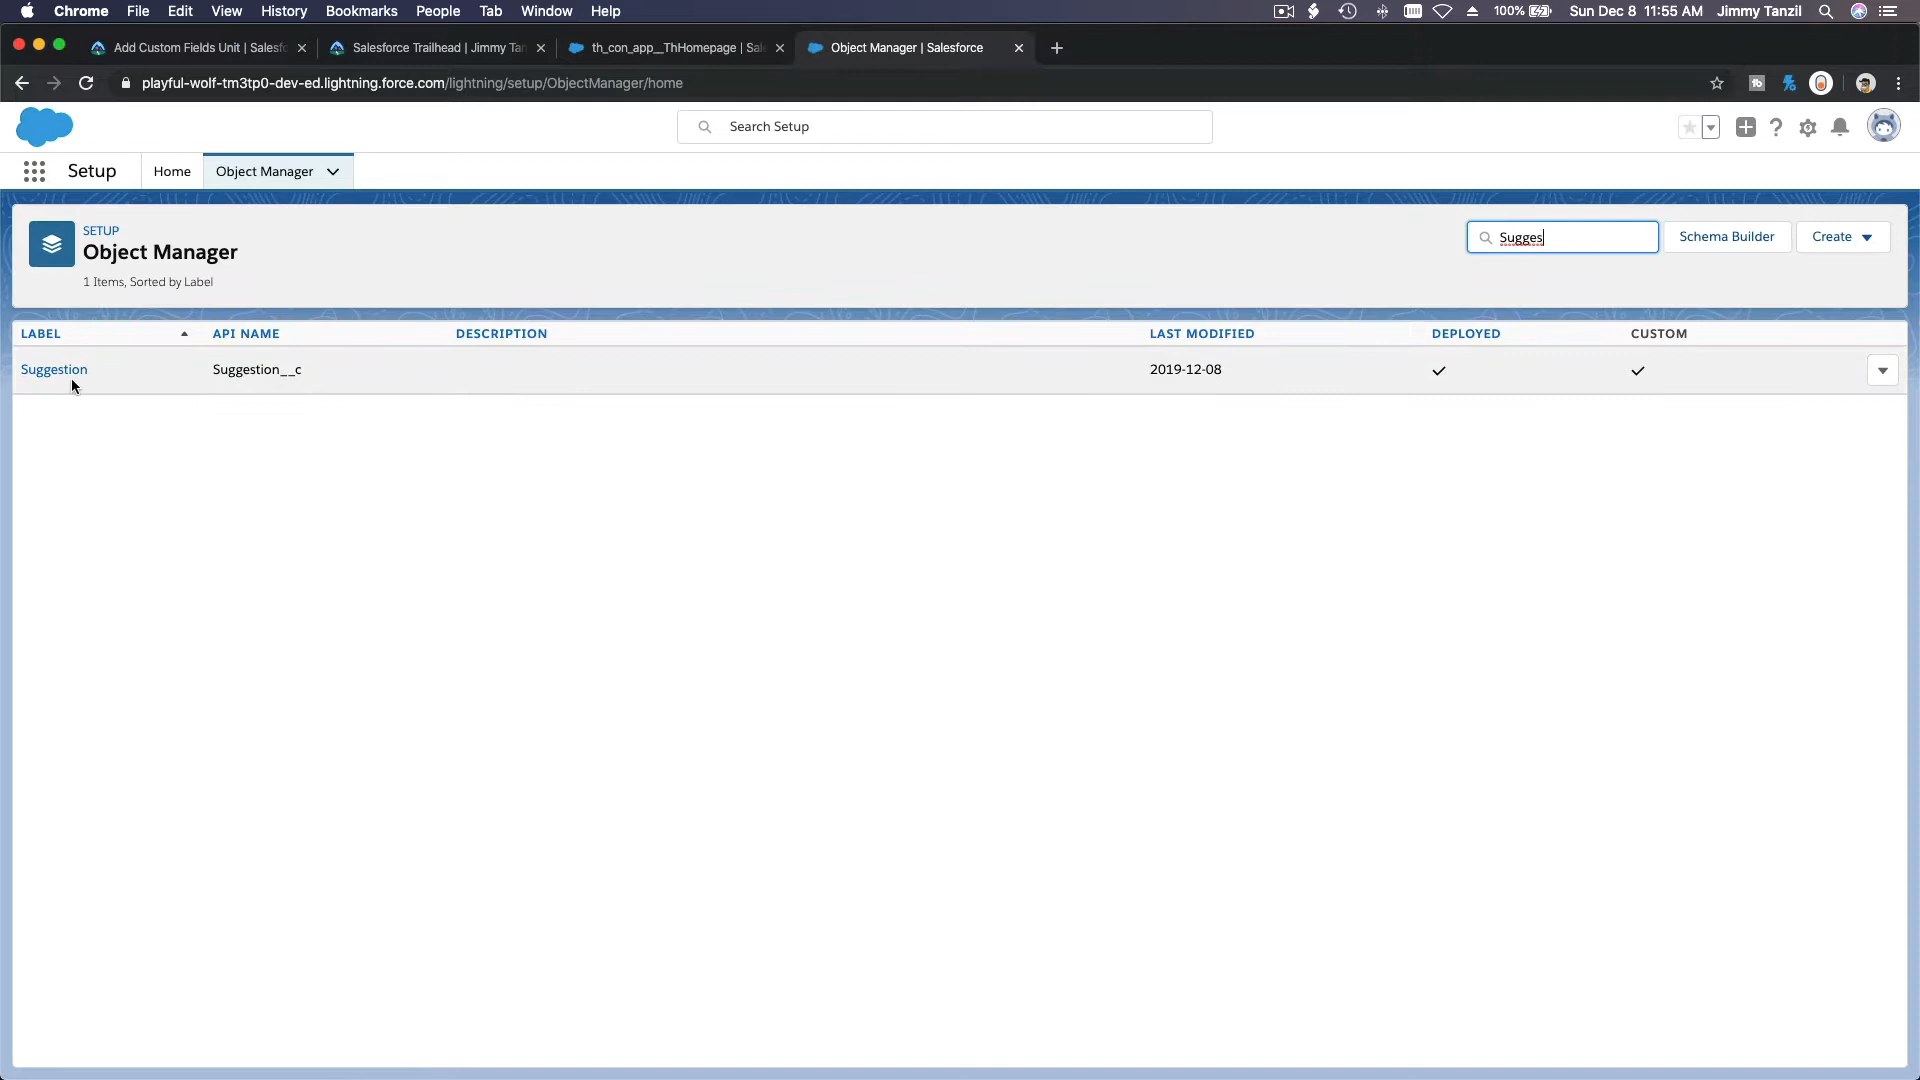 Chrome File Edit View History Bookmarks People Tab Window Help 100% Sun Dec 8 11:55 AM Jimmy Tanzil
Add Custom Fields Unit | Salesf Salesforce Trailhead | Jimmy Tan th_con_app__ThHomepage | Sal Object Manager | Salesforce
playful-wolf-tm3tp0-dev-ed.lightning.force.com/lightning/setup/ObjectManager/home
Search Setup
Setup Home Object Manager
SETUP
Object Manager
1 Items, Sorted by Label
Sugges Schema Builder Create
LABEL API NAME DESCRIPTION LAST MODIFIED DEPLOYED CUSTOM
Suggestion Suggestion__c 2019-12-08